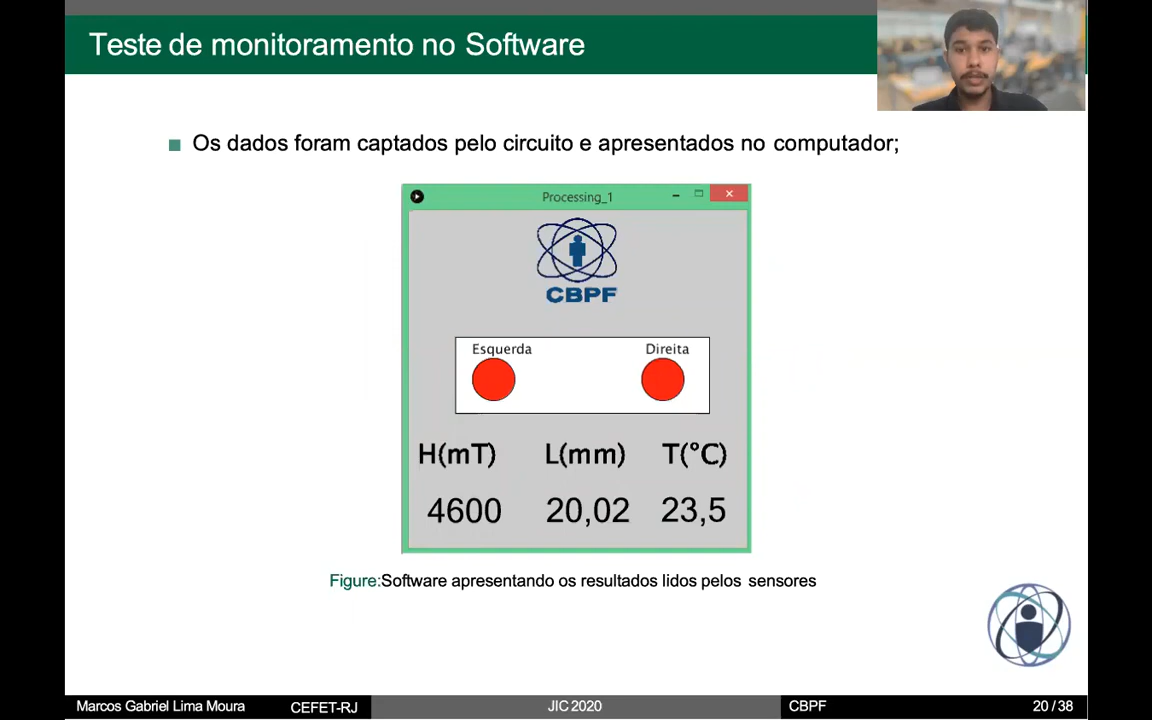 Teste de monitoramento no Software
Os dados foram captados pelo circuito e apresentados no computador;
Processing_1
CBPF
Esquerda Direita
H(mT) L(mm) T(°C)
4600 20,02 23,5
Figure:Software apresentando os resultados lidos pelos sensores
Marcos Gabriel Lima Moura CEFET-RJ JIC 2020 CBPF 20 / 38